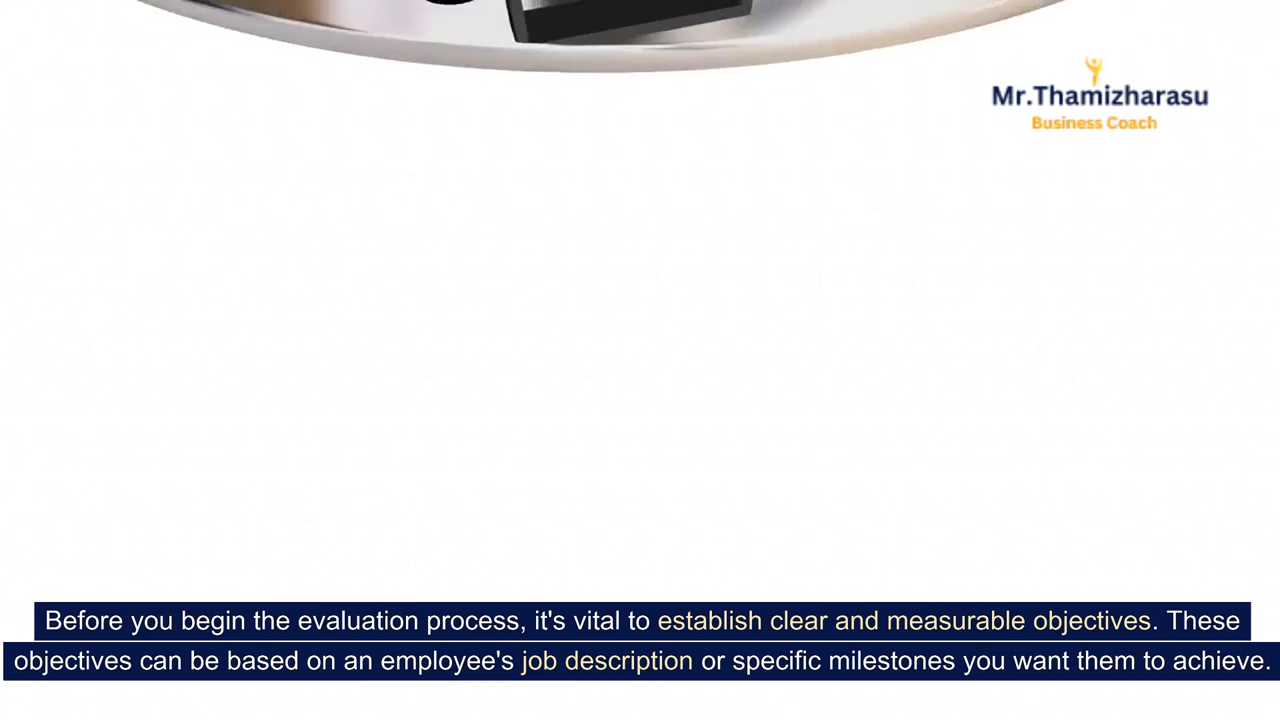 Mr.Thamizharasu
Business Coach
Before you begin the evaluation process, it's vital to establish clear and measurable objectives. These
objectives can be based on an employee's job description or specific milestones you want them to achieve.